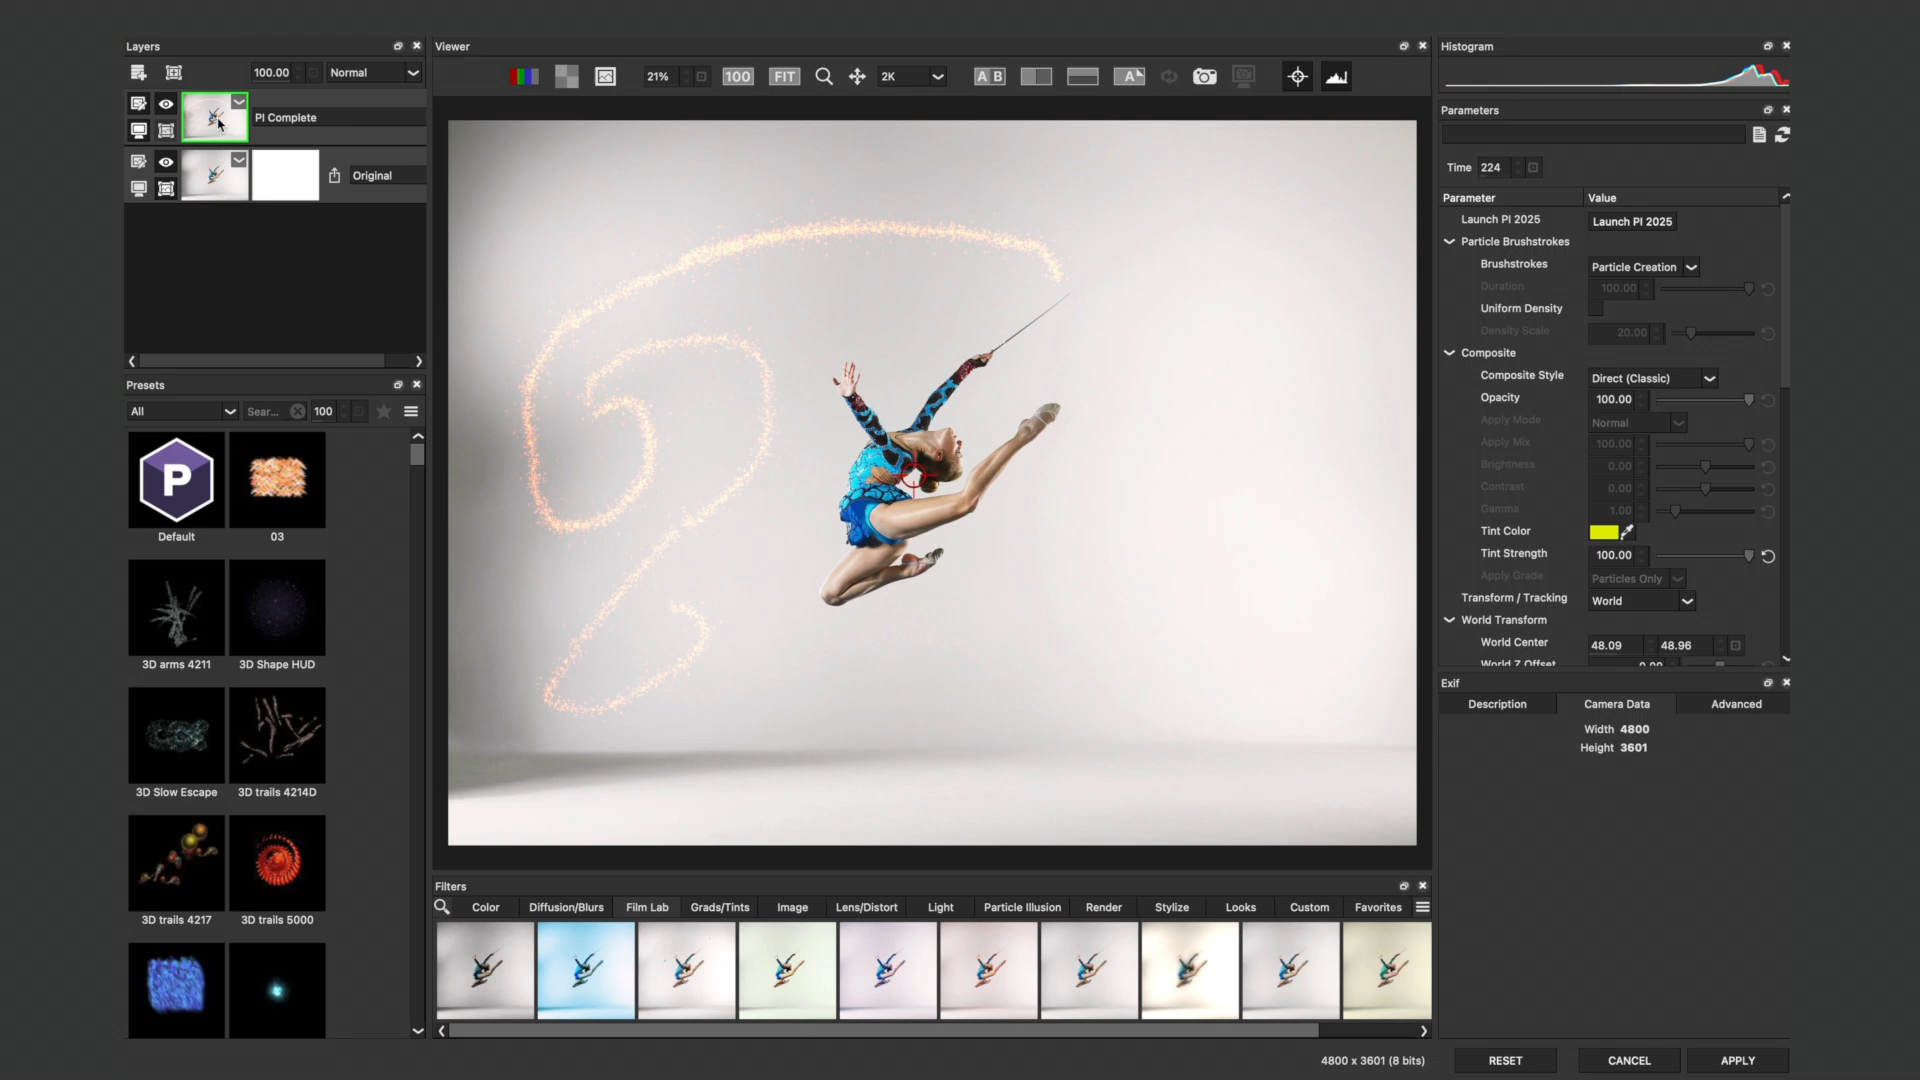 Layers
100.00 Normal
PI Complete
Original
Presets
All Sear... 100
P
Default 03
3D arms 4211 3D Shape HUD
3D Slow Escape 3D trails 4214D
3D trails 4217 3D trails 5000
Viewer
21% 100 FIT 2K A B A
Filters
Color Diffusion/Blurs Film Lab Grads/Tints Image Lens/Distort Light Particle Illusion Render Stylize Looks Custom Favorites
Histogram
Parameters
Time 224
Parameter Value
Launch PI 2025 Launch PI 2025
Particle Brushstrokes
Brushstrokes Particle Creation
Duration 100.00
Uniform Density
Density Scale 20.00
Composite
Composite Style Direct (Classic)
Opacity 100.00
Apply Mode Normal
Apply Mix 100.00
Brightness 0.00
Contrast 0.00
Gamma 1.00
Tint Color
Tint Strength 100.00
Apply Grade Particles Only
Transform / Tracking World
World Transform
World Center 48.09 48.96
World Z Offset 0.00
Exif
Description Camera Data Advanced
Width 4800
Height 3601
4800 x 3601 (8 bits) RESET CANCEL APPLY